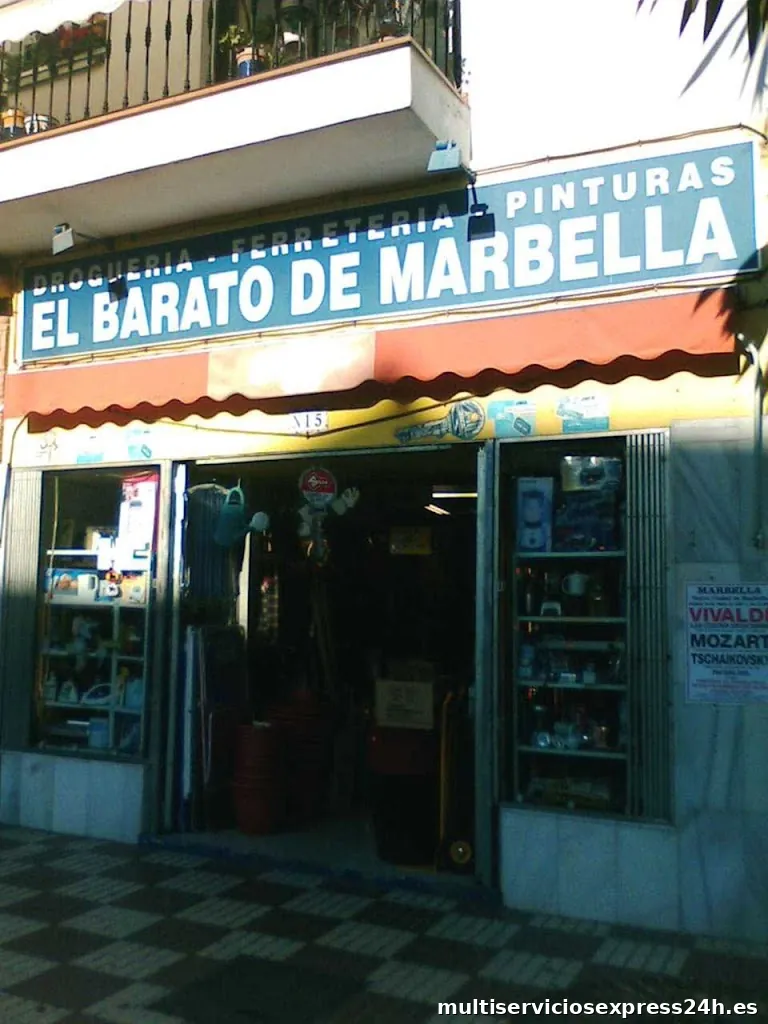 DROGUERIA - FERRETERIA - PINTURAS
EL BARATO DE MARBELLA
N15
MARBELLA
VIVALDI
MOZART
TSCHAIKOVSKY
multiserviciosexpress24h.es